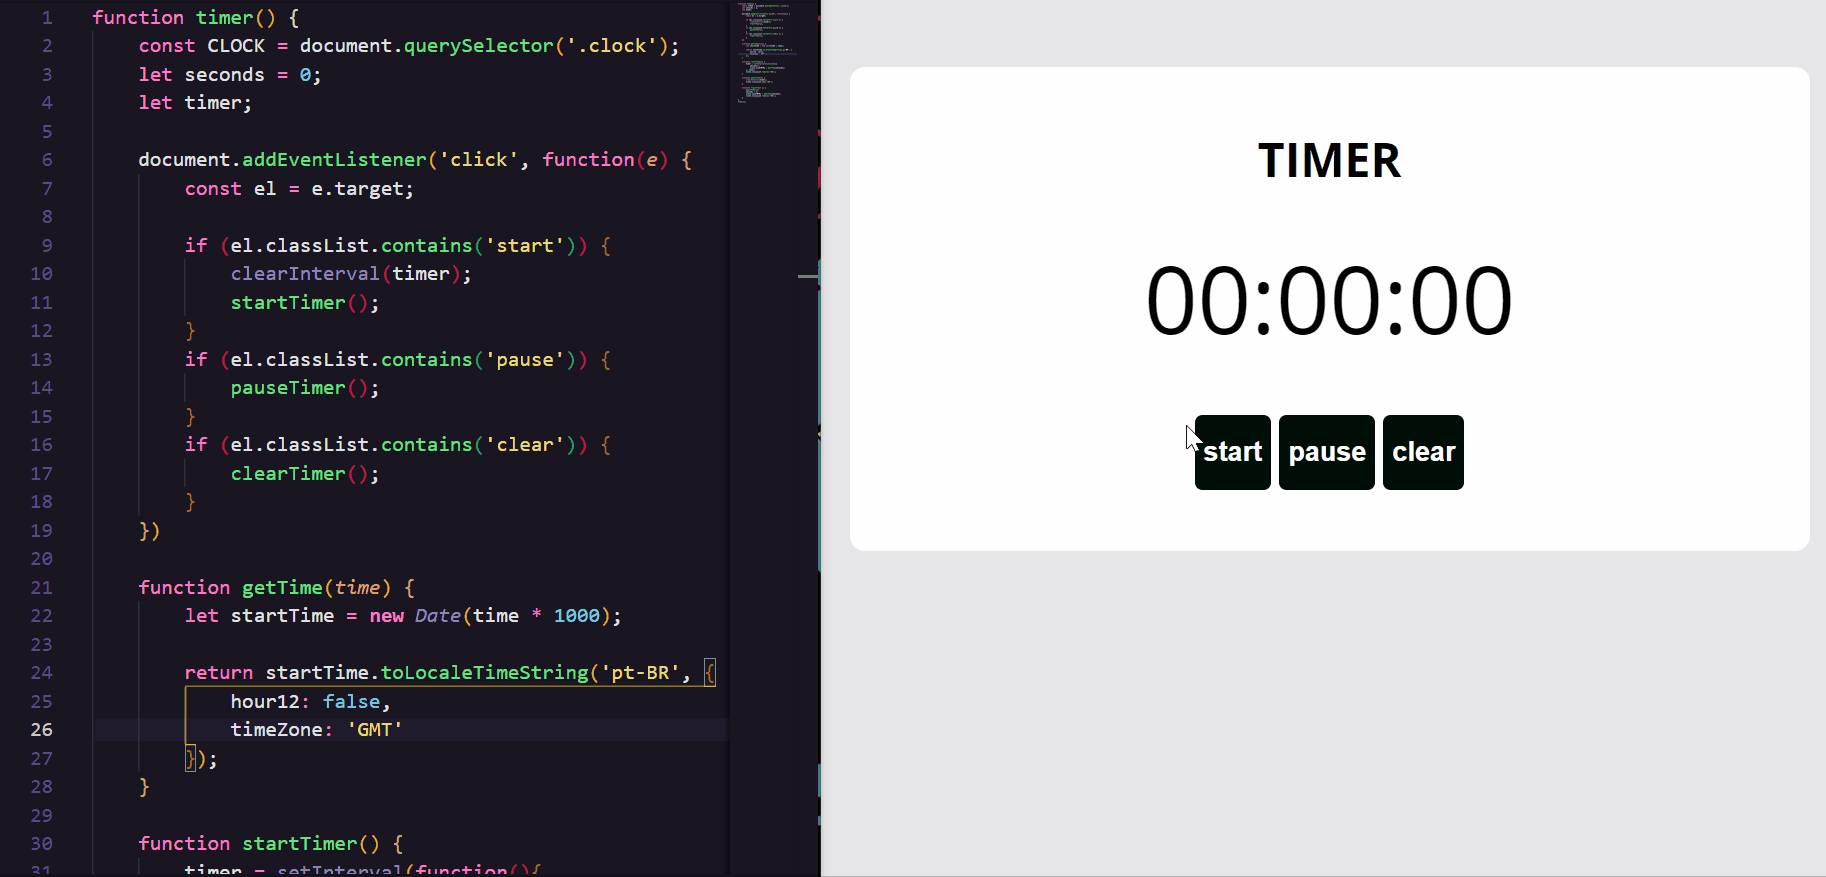 1 function timer() {
2 const CLOCK = document.querySelector('.clock');
3 let seconds = 0;
4 let timer;
5
6 document.addEventListener('click', function(e) {
7 const el = e.target;
8
9 if (el.classList.contains('start')) {
10 clearInterval(timer);
11 startTimer();
12 }
13 if (el.classList.contains('pause')) {
14 pauseTimer();
15 }
16 if (el.classList.contains('clear')) {
17 clearTimer();
18 }
19 })
20
21 function getTime(time) {
22 let startTime = new Date(time * 1000);
23
24 return startTime.toLocaleTimeString('pt-BR', {
25 hour12: false,
26 timeZone: 'GMT'
27 });
28 }
29
30 function startTimer() {
31 timer = setInterval(function(){
TIMER
00:00:00
start pause clear